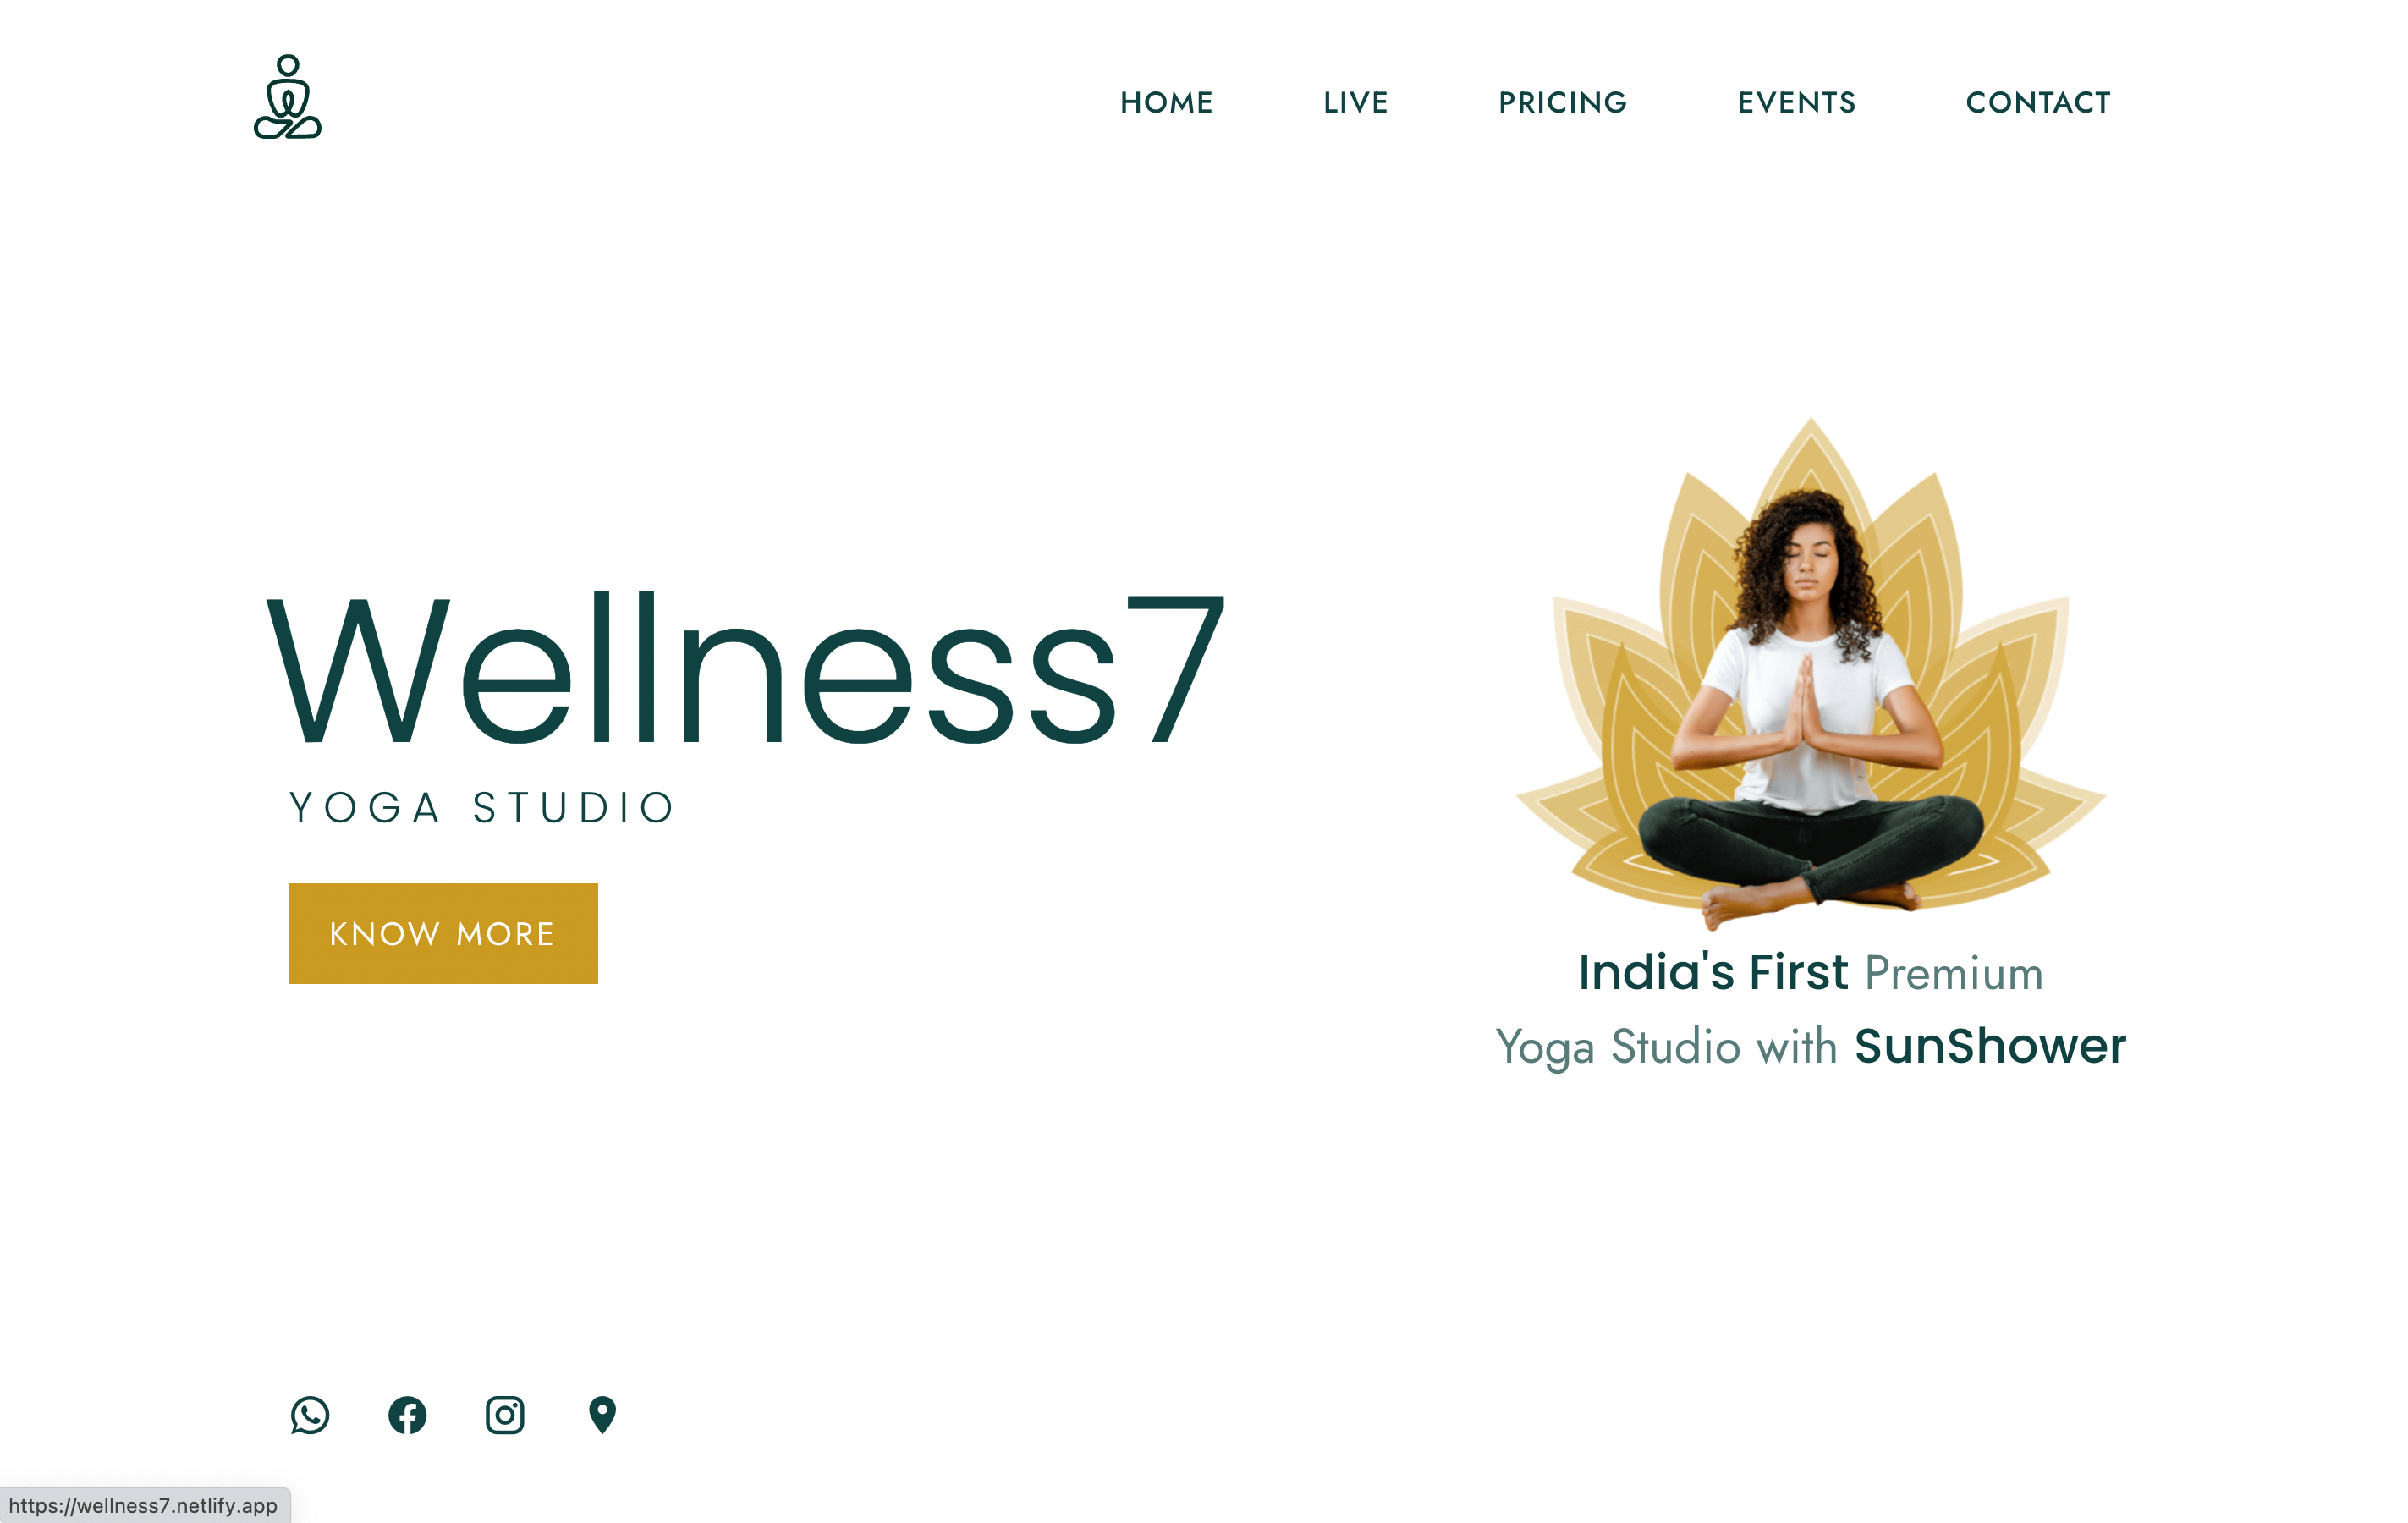 HOME LIVE PRICING EVENTS CONTACT
Wellness7
YOGA STUDIO
KNOW MORE
India's First Premium
Yoga Studio with SunShower
https://wellness7.netlify.app